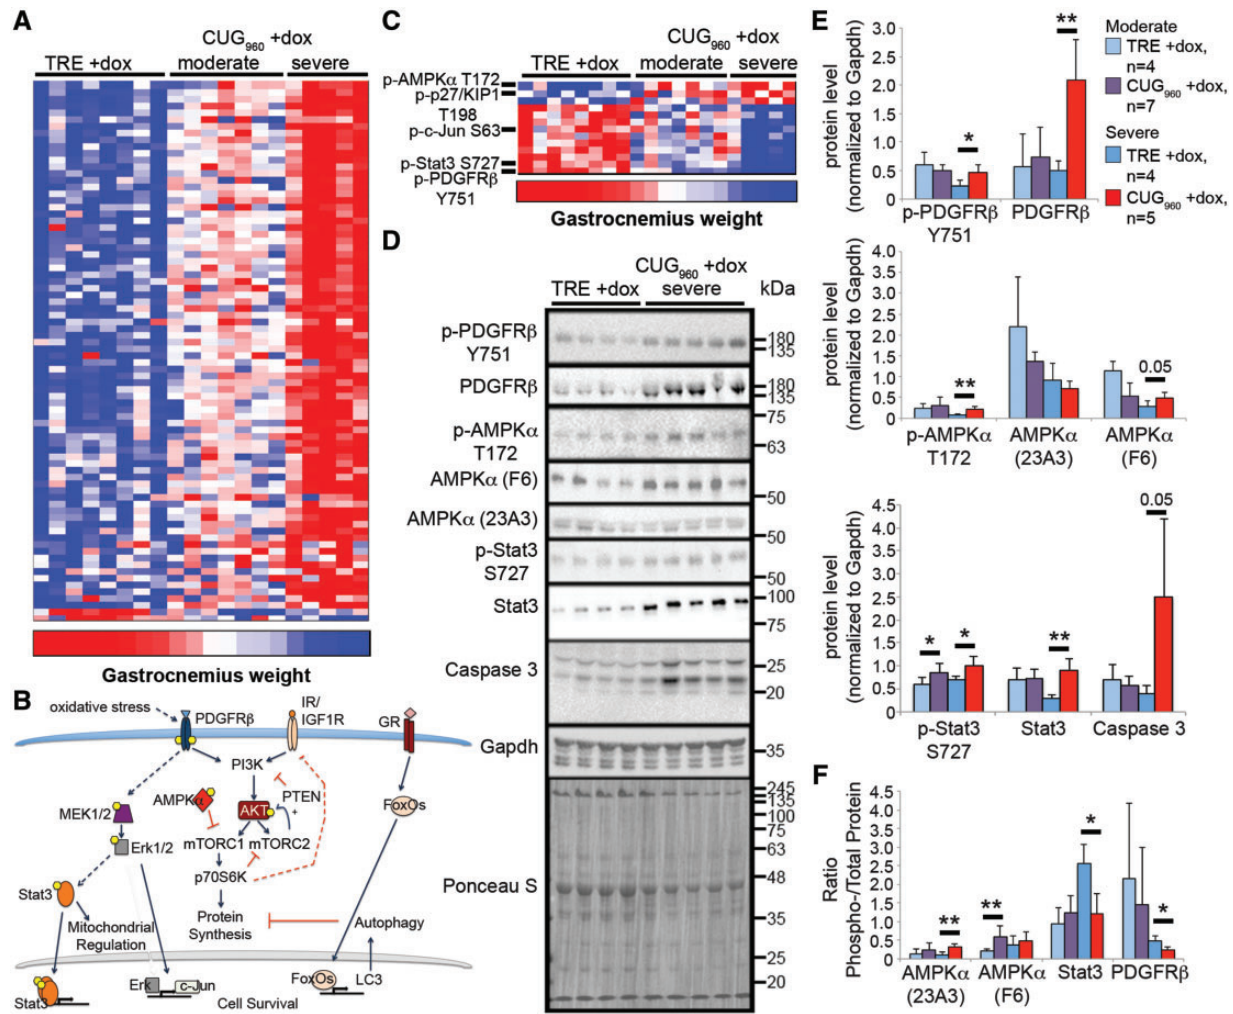 A
CUG960 +dox
TRE +dox
moderate
severe
Gastrocnemius weight
B
oxidative stress
PDGFRβ
IR/
IGF1R
GR
PI3K
AMPKα
PTEN
+
AKT
FoxOs
MEK1/2
mTORC1
mTORC2
Erk1/2
p70S6K
Stat3
Mitochondrial
Regulation
Protein
Synthesis
Autophagy
Stat3
Erk
c-Jun
Cell Survival
FoxOs
LC3
C
CUG960 +dox
TRE +dox
moderate
severe
p-AMPKα T172
p-p27/KIP1
T198
p-c-Jun S63
p-Stat3 S727
p-PDGFRβ
Y751
Gastrocnemius weight
D
CUG960 +dox
TRE +dox
severe
kDa
p-PDGFRβ
Y751
180
135
PDGFRβ
180
135
p-AMPKα
T172
75
63
AMPKα (F6)
50
AMPKα (23A3)
50
p-Stat3
S727
50
Stat3
100
75
Caspase 3
25
20
Gapdh
35
Ponceau S
245
135
100
75
63
48
35
25
20
E
protein level
(normalized to Gapdh)
3.0
2.5
2.0
1.5
1.0
0.5
0
*
**
p-PDGFRβ
Y751
PDGFRβ
Moderate
TRE +dox,
n=4
CUG960 +dox,
n=7
Severe
TRE +dox,
n=4
CUG960 +dox,
n=5
protein level
(normalized to Gapdh)
4.0
3.5
3.0
2.5
2.0
1.5
1.0
0.5
0
**
0.05
p-AMPKα
T172
AMPKα
(23A3)
AMPKα
(F6)
protein level
(normalized to Gapdh)
4.5
4.0
3.5
3.0
2.5
2.0
1.5
1.0
0.5
0
*
*
**
0.05
p-Stat3
S727
Stat3
Caspase 3
F
Ratio
Phospho-/Total Protein
4.5
4.0
3.5
3.0
2.5
2.0
1.5
1.0
0.5
0
**
**
*
*
AMPKα
(23A3)
AMPKα
(F6)
Stat3
PDGFRβ